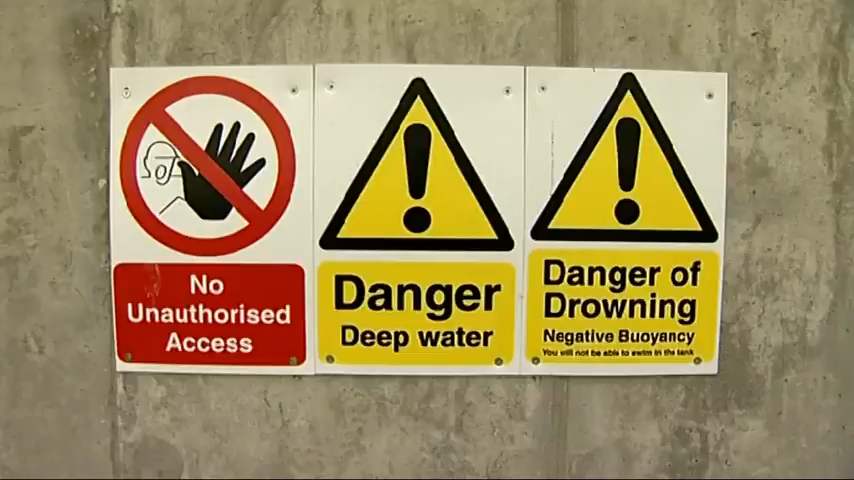 No
Unauthorised
Access
Danger
Deep water
Danger of
Drowning
Negative Buoyancy
You will not be able to swim in the tank